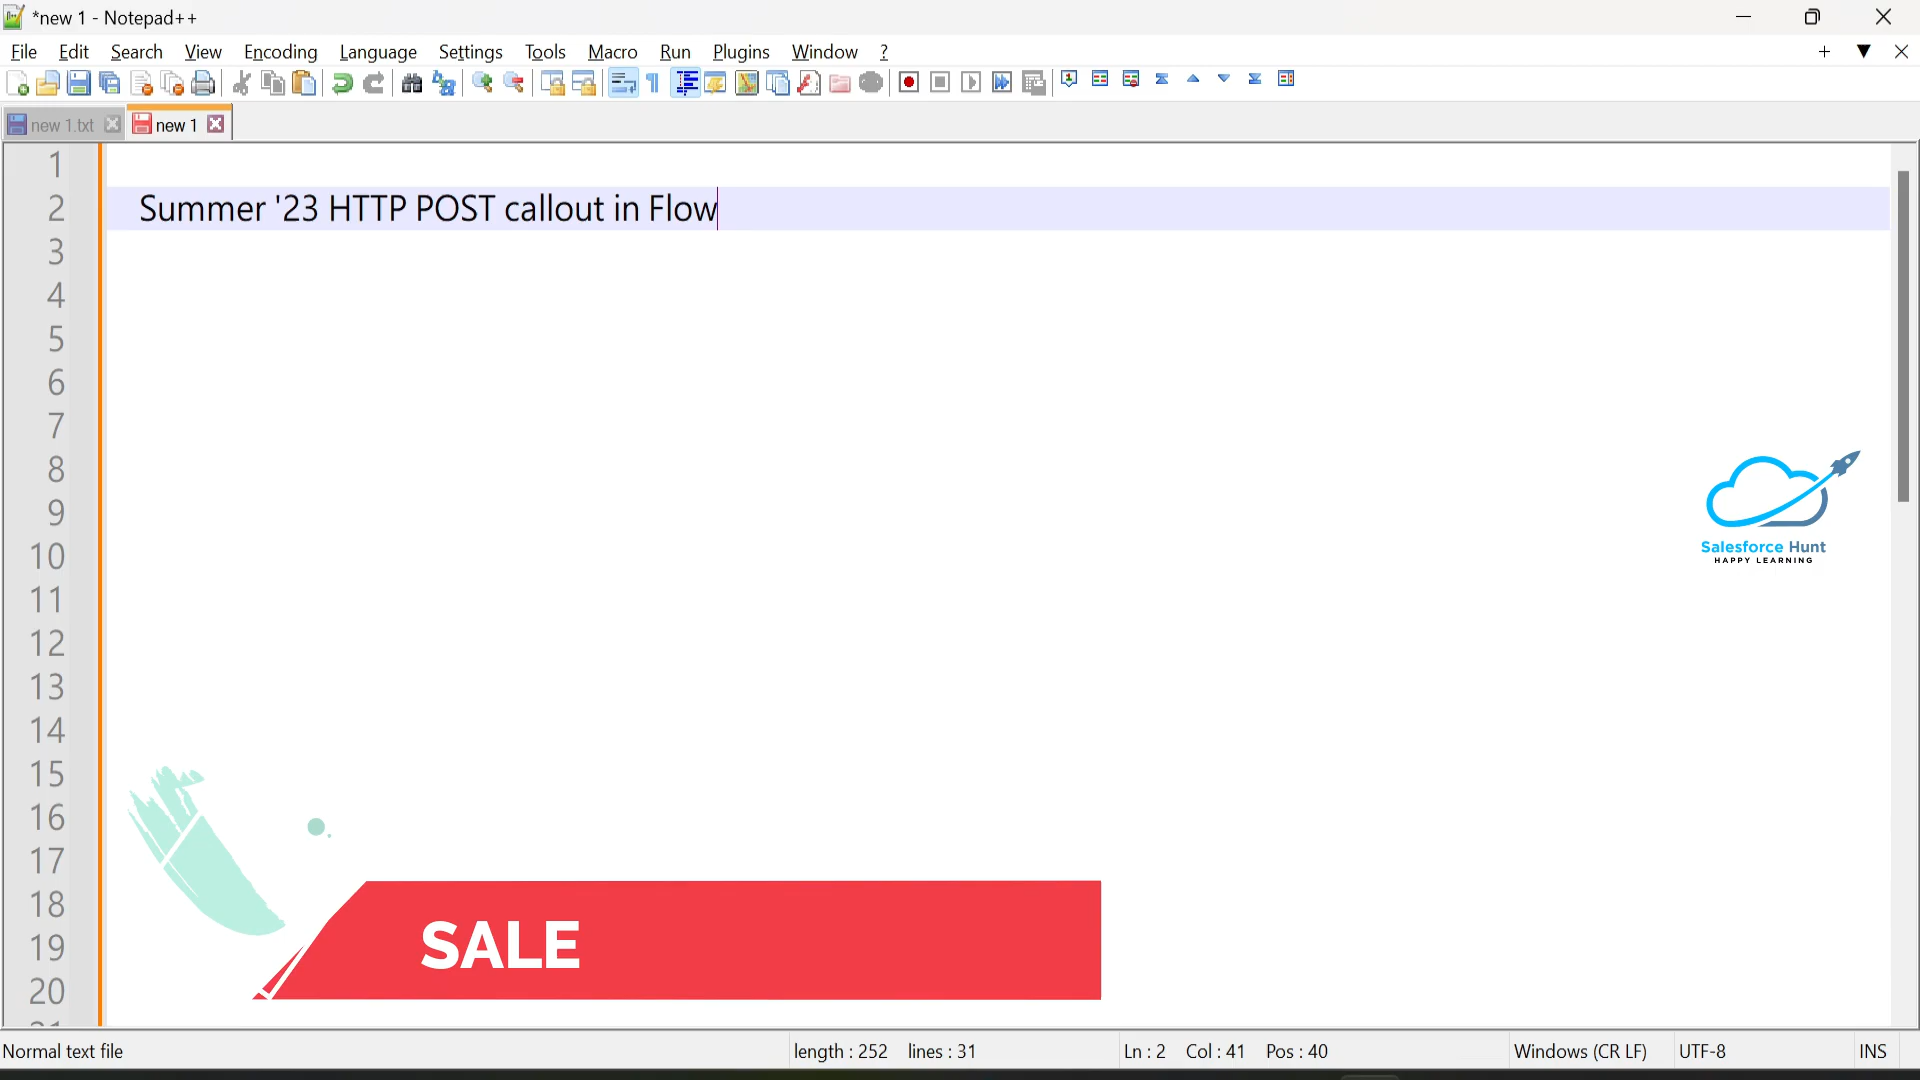 *new 1 - Notepad++
File Edit Search View Encoding Language Settings Tools Macro Run Plugins Window ?
new 1.txt new 1
1
2 Summer '23 HTTP POST callout in Flow
3
4
5
6
7
8
9
10
11
12
13
14
15
16
17
18
19
20
21
Salesforce Hunt
HAPPY LEARNING
SALE
Normal text file length : 252 lines : 31 Ln : 2 Col : 41 Pos : 40 Windows (CR LF) UTF-8 INS